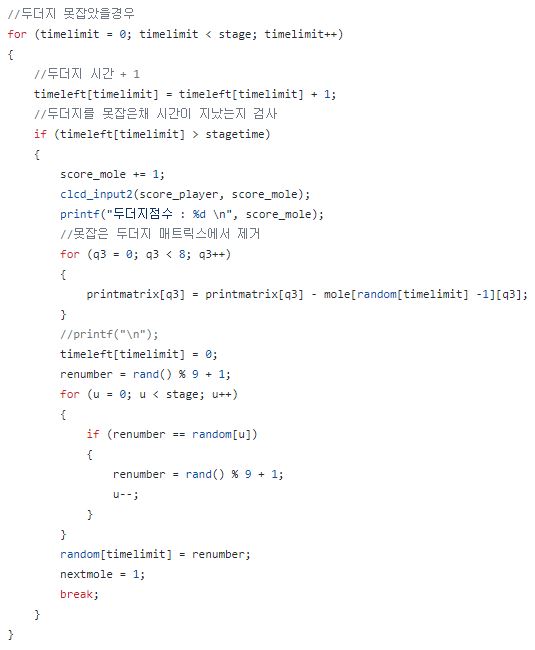 //두더지 못잡았을경우
for (timelimit = 0; timelimit < stage; timelimit++)
{
//두더지 시간 + 1
timeleft[timelimit] = timeleft[timelimit] + 1;
//두더지를 못잡은채 시간이 지났는지 검사
if (timeleft[timelimit] > stagetime)
{
score_mole += 1;
clcd_input2(score_player, score_mole);
printf("두더지점수 : %d \n", score_mole);
//못잡은 두더지 매트릭스에서 제거
for (q3 = 0; q3 < 8; q3++)
{
printmatrix[q3] = printmatrix[q3] - mole[random[timelimit] -1][q3];
}
//printf("\n");
timeleft[timelimit] = 0;
renumber = rand() % 9 + 1;
for (u = 0; u < stage; u++)
{
if (renumber == random[u])
{
renumber = rand() % 9 + 1;
u--;
}
}
random[timelimit] = renumber;
nextmole = 1;
break;
}
}